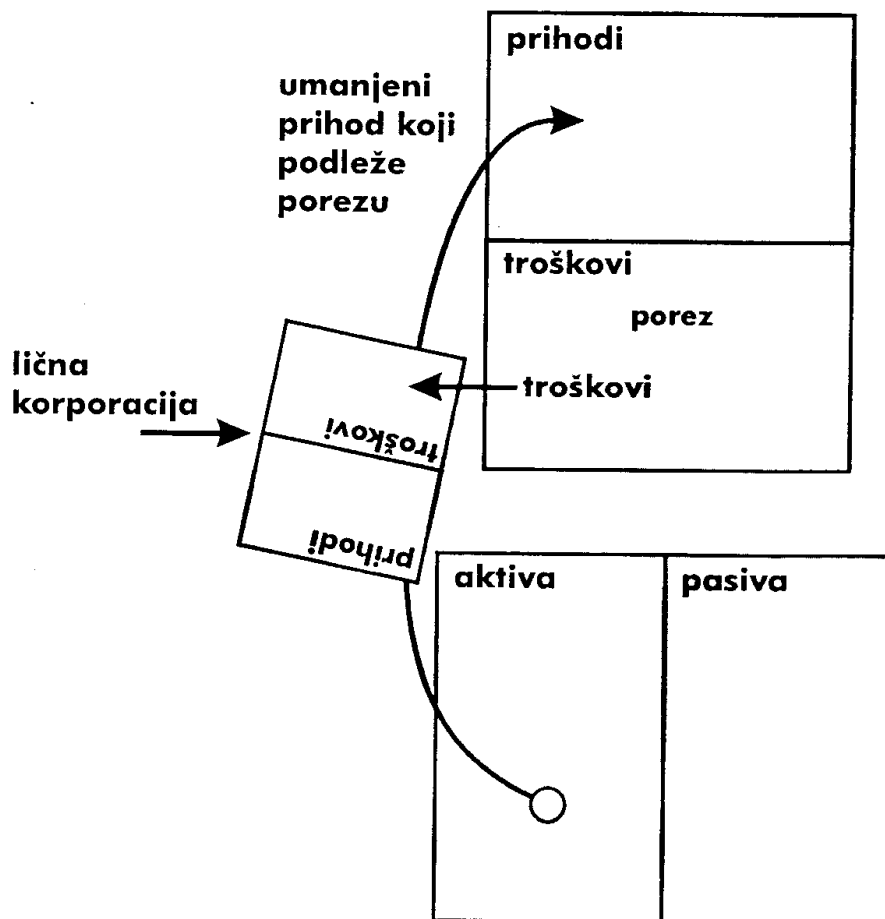 prihodi
umanjeni
prihod koji
podleže
porezu
troškovi
porez
troškovi
lična
korporacija
troškovi
prihodi
aktiva
pasiva